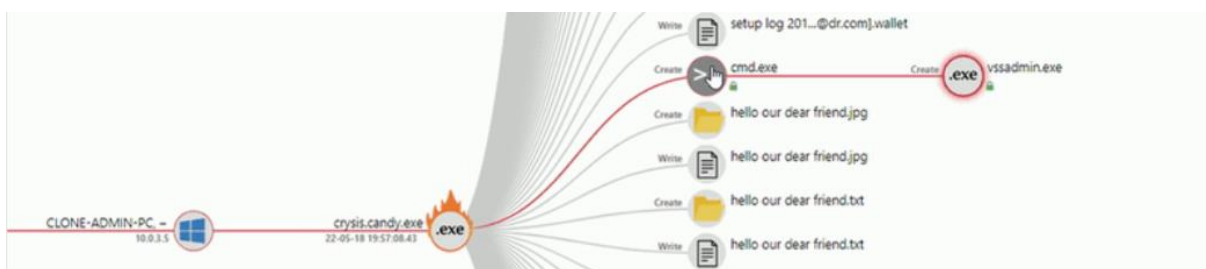 Write
setup log 201...@dr.com].wallet
Create
cmd.exe
Create
.exe
vssadmin.exe
Create
hello our dear friend.jpg
Write
hello our dear friend.jpg
Create
hello our dear friend.txt
Write
hello our dear friend.txt
CLONE-ADMIN-PC, –
10.0.3.5
crysis.candy.exe
22-05-18 19:57:08.43
.exe